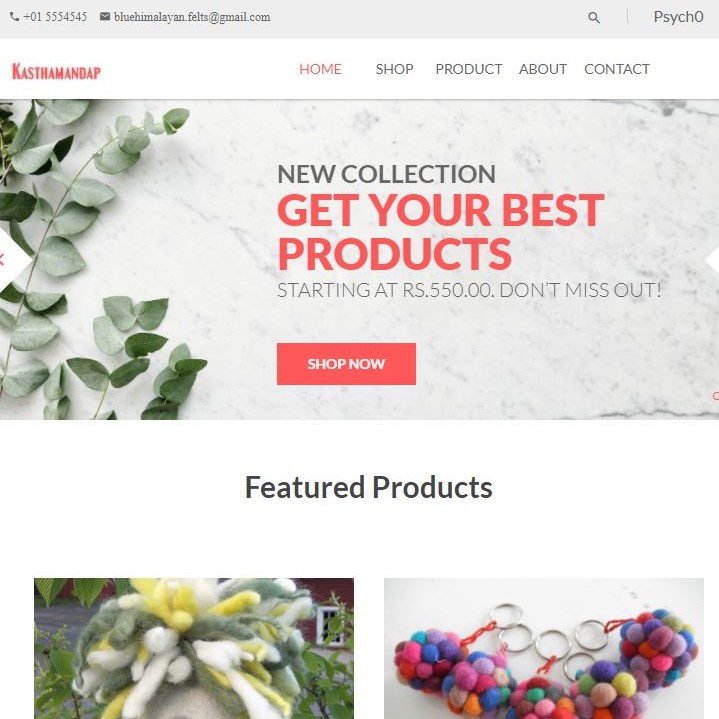 +01 5554545 bluehimalayan.felts@gmail.com Psych0
KASTHAMANDAP HOME SHOP PRODUCT ABOUT CONTACT
NEW COLLECTION
GET YOUR BEST
PRODUCTS
STARTING AT RS.550.00. DON'T MISS OUT!
SHOP NOW
Featured Products